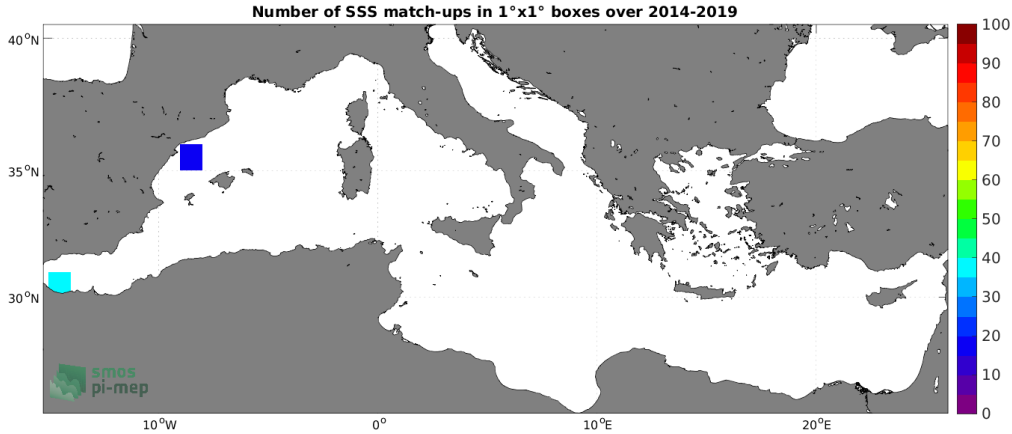 Number of SSS match-ups in 1°x1° boxes over 2014-2019
40°N
35°N
30°N
10°W
0°
10°E
20°E
100
90
80
70
60
50
40
30
20
10
0
smos
pi-mep